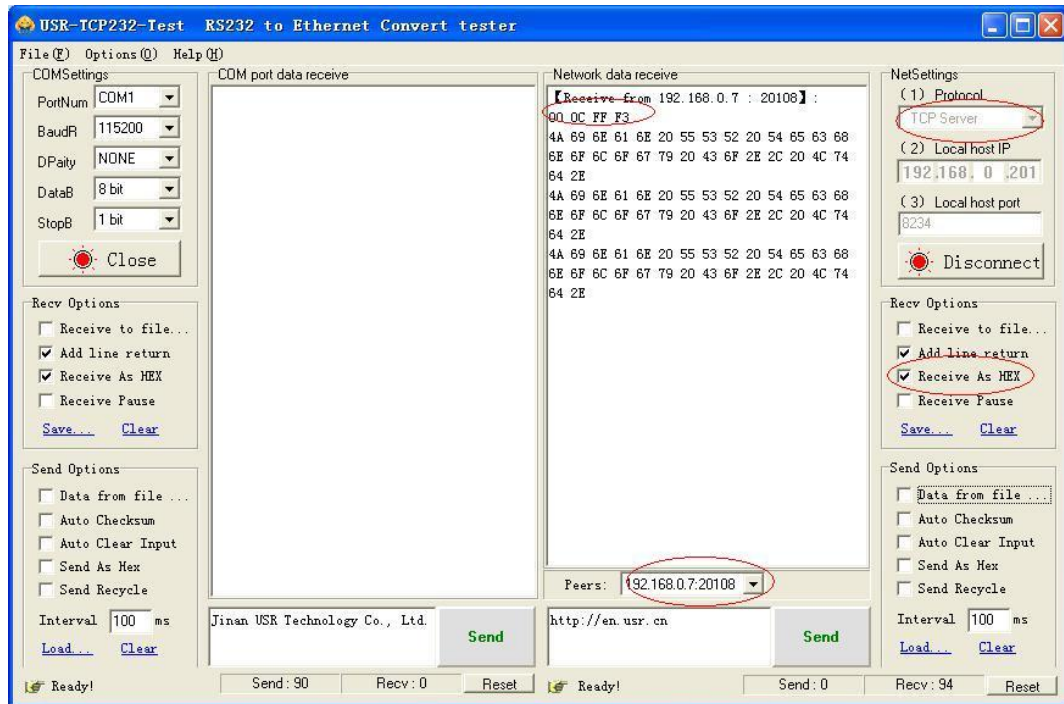 USR-TCP232-Test RS232 to Ethernet Convert tester
File(F) Options(O) Help(H)
COMSettings
PortNum COM1
BaudR 115200
DPaity NONE
DataB 8 bit
StopB 1 bit
Close
Recv Options
Receive to file...
Add line return
Receive As HEX
Receive Pause
Save... Clear
Send Options
Data from file ...
Auto Checksum
Auto Clear Input
Send As Hex
Send Recycle
Interval 100 ms
Load... Clear
COM port data receive
Jinan USR Technology Co., Ltd.
Send
Ready!
Send : 90
Recv : 0
Reset
Network data receive
【Receive from 192.168.0.7 : 20108】:
00 0C FF F3
4A 69 6E 61 6E 20 55 53 52 20 54 65 63 68
6E 6F 6C 6F 67 79 20 43 6F 2E 2C 20 4C 74
64 2E
4A 69 6E 61 6E 20 55 53 52 20 54 65 63 68
6E 6F 6C 6F 67 79 20 43 6F 2E 2C 20 4C 74
64 2E
4A 69 6E 61 6E 20 55 53 52 20 54 65 63 68
6E 6F 6C 6F 67 79 20 43 6F 2E 2C 20 4C 74
64 2E
Peers: 192.168.0.7:20108
http://en.usr.cn
Send
Ready!
Send : 0
Recv : 94
Reset
NetSettings
(1) Protocol
TCP Server
(2) Local host IP
192.168. 0 .201
(3) Local host port
8234
Disconnect
Recv Options
Receive to file...
Add line return
Receive As HEX
Receive Pause
Save... Clear
Send Options
Data from file ...
Auto Checksum
Auto Clear Input
Send As Hex
Send Recycle
Interval 100 ms
Load... Clear